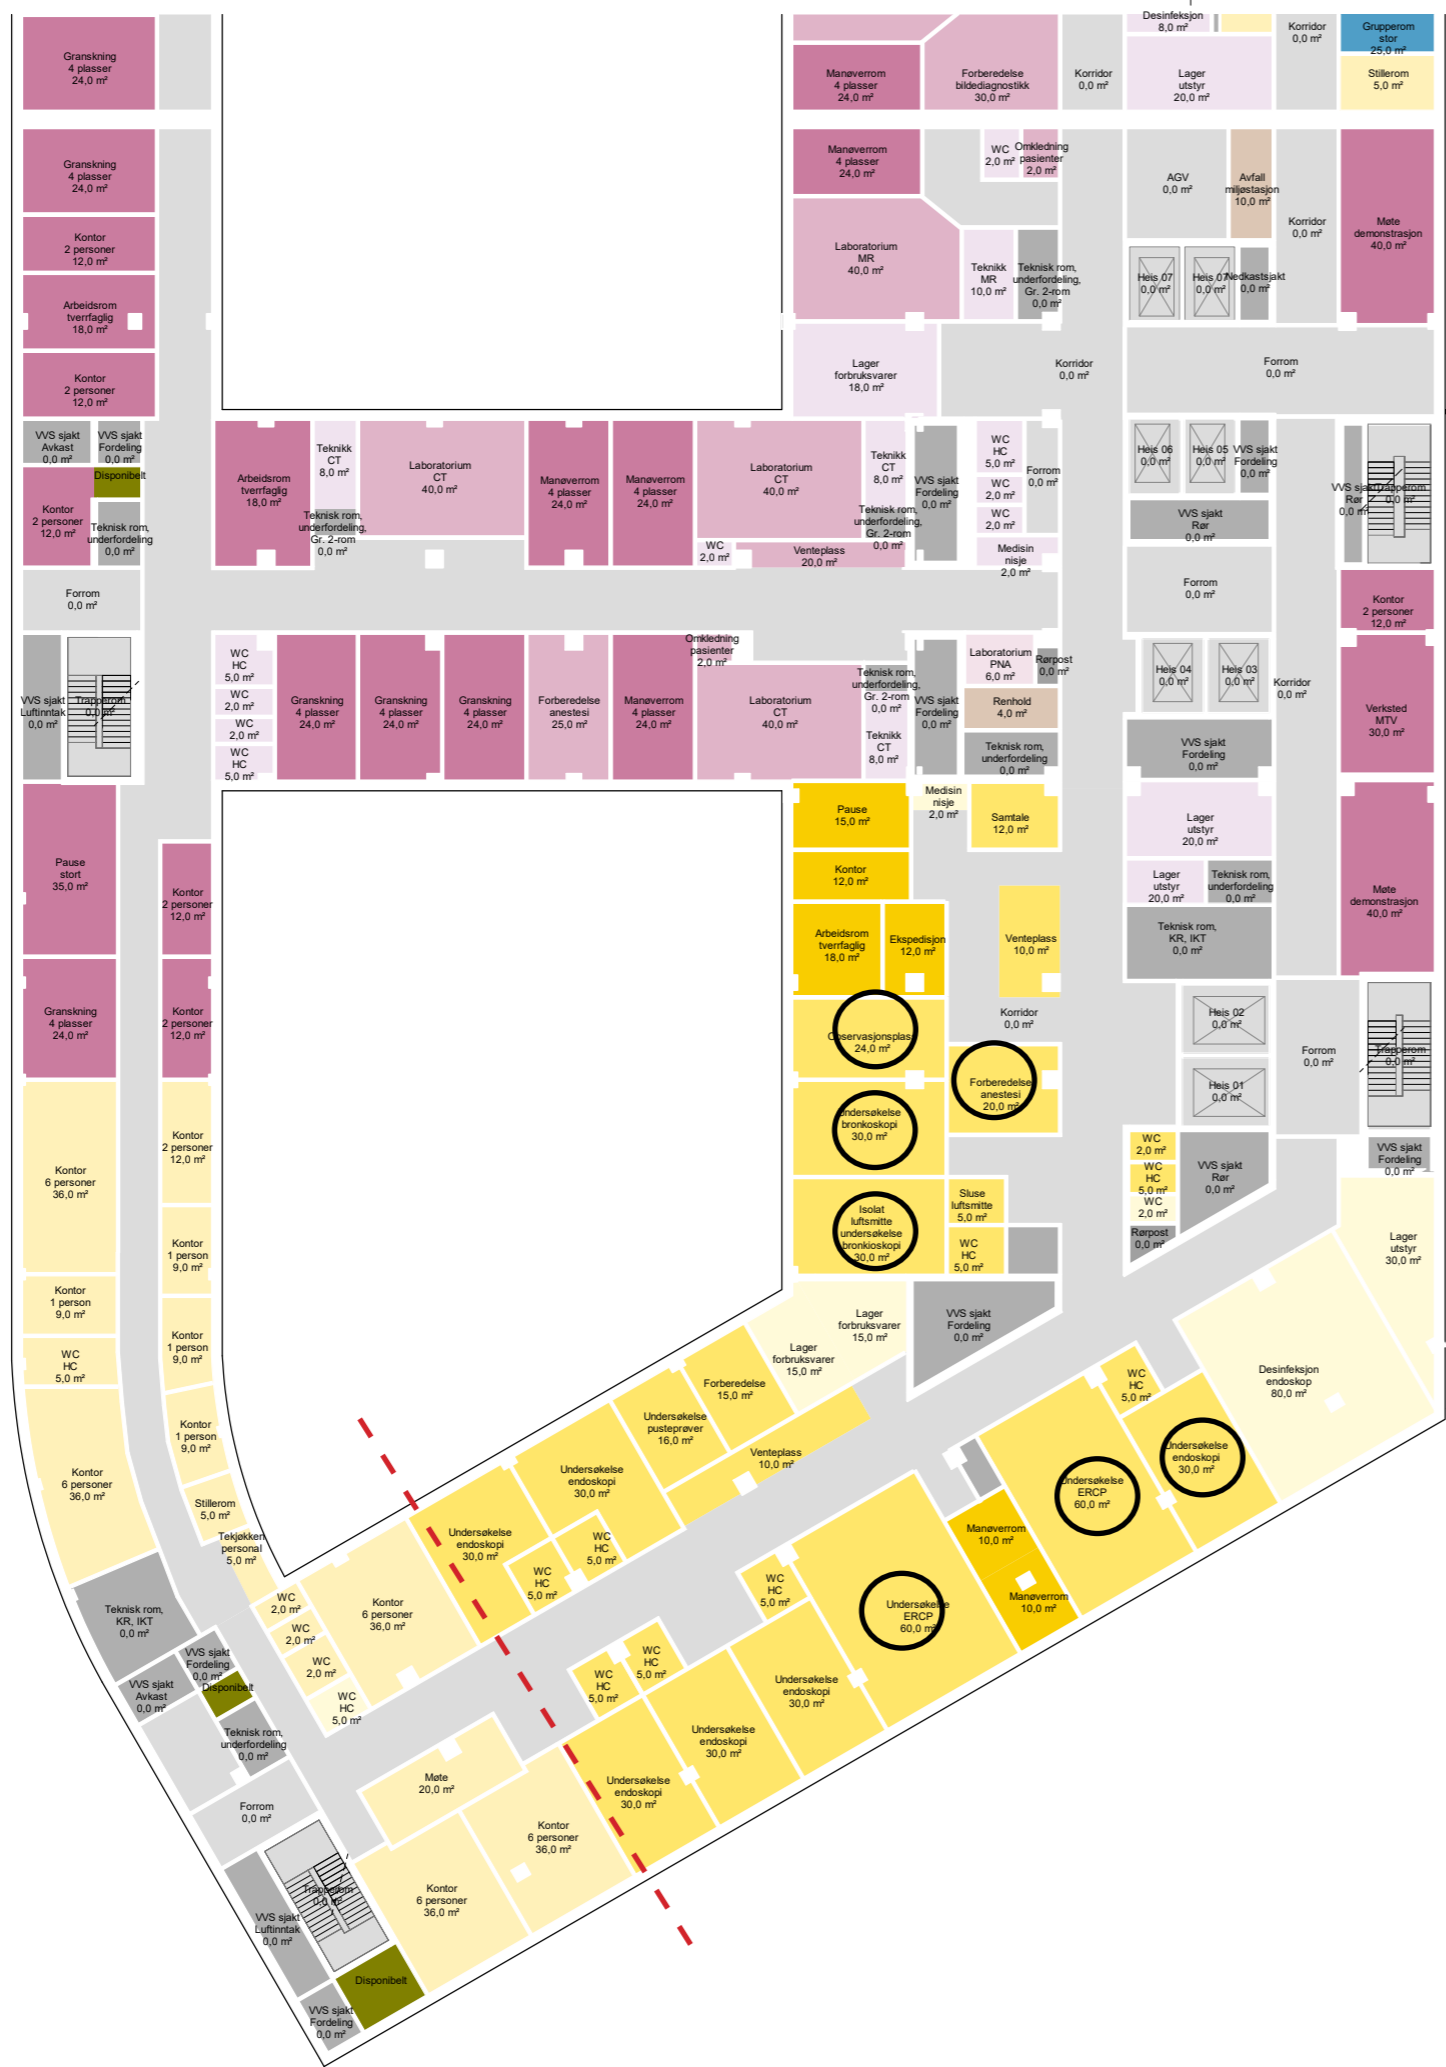 Granskning
4 plasser
24,0 m²
Manøverrom
4 plasser
24,0 m²
Forberedelse
bildediagnostikk
30,0 m²
Korridor
0,0 m²
Desinfeksjon
8,0 m²
Lager
utstyr
20,0 m²
Korridor
0,0 m²
Grupperom
stor
25,0 m²
Stillerom
5,0 m²
Granskning
4 plasser
24,0 m²
Kontor
2 personer
12,0 m²
Arbeidsrom
tverrfaglig
18,0 m²
Kontor
2 personer
12,0 m²
Manøverrom
4 plasser
24,0 m²
WC
2,0 m²
Omkledning
pasienter
2,0 m²
AGV
0,0 m²
Avfall
miljøstasjon
10,0 m²
Korridor
0,0 m²
Møte
demonstrasjon
40,0 m²
Laboratorium
MR
40,0 m²
Teknikk
MR
10,0 m²
Teknisk rom,
underfordeling,
Gr. 2-rom
0,0 m²
Heis 07
0,0 m²
Heis 07
0,0 m²
Nedkastsjakt
0,0 m²
Lager
forbruksvarer
18,0 m²
Korridor
0,0 m²
Forrom
0,0 m²
VVS sjakt
Avkast
0,0 m²
VVS sjakt
Fordeling
0,0 m²
Disponibelt
Kontor
2 personer
12,0 m²
Teknisk rom,
underfordeling
0,0 m²
Arbeidsrom
tverrfaglig
18,0 m²
Teknikk
CT
8,0 m²
Teknisk rom,
underfordeling,
Gr. 2-rom
0,0 m²
Laboratorium
CT
40,0 m²
Manøverrom
4 plasser
24,0 m²
Manøverrom
4 plasser
24,0 m²
Laboratorium
CT
40,0 m²
WC
2,0 m²
Venteplass
20,0 m²
Teknikk
CT
8,0 m²
Teknisk rom,
underfordeling,
Gr. 2-rom
0,0 m²
VVS sjakt
Fordeling
0,0 m²
WC
HC
5,0 m²
WC
2,0 m²
WC
2,0 m²
Forrom
0,0 m²
Medisin
nisje
2,0 m²
Heis 06
0,0 m²
Heis 05
0,0 m²
VVS sjakt
Fordeling
0,0 m²
VVS sjakt
Rør
0,0 m²
VVS sjakt
Rør
0,0 m²
Trapperom
0,0 m²
Forrom
0,0 m²
Forrom
0,0 m²
Kontor
2 personer
12,0 m²
VVS sjakt
Luftinntak
0,0 m²
Trapperom
0,0 m²
WC
HC
5,0 m²
WC
2,0 m²
WC
2,0 m²
WC
HC
5,0 m²
Granskning
4 plasser
24,0 m²
Granskning
4 plasser
24,0 m²
Granskning
4 plasser
24,0 m²
Forberedelse
anestesi
25,0 m²
Manøverrom
4 plasser
24,0 m²
Omkledning
pasienter
2,0 m²
Laboratorium
CT
40,0 m²
Teknisk rom,
underfordeling,
Gr. 2-rom
0,0 m²
Teknikk
CT
8,0 m²
VVS sjakt
Fordeling
0,0 m²
Laboratorium
PNA
6,0 m²
Rørpost
0,0 m²
Renhold
4,0 m²
Teknisk rom,
underfordeling
0,0 m²
Heis 04
0,0 m²
Heis 03
0,0 m²
Korridor
0,0 m²
Verksted
MTV
30,0 m²
VVS sjakt
Fordeling
0,0 m²
Pause
stort
35,0 m²
Kontor
2 personer
12,0 m²
Pause
15,0 m²
Medisin
nisje
2,0 m²
Samtale
12,0 m²
Lager
utstyr
20,0 m²
Kontor
12,0 m²
Lager
utstyr
20,0 m²
Teknisk rom,
underfordeling
0,0 m²
Møte
demonstrasjon
40,0 m²
Arbeidsrom
tverrfaglig
18,0 m²
Ekspedisjon
12,0 m²
Venteplass
10,0 m²
Teknisk rom,
KR, IKT
0,0 m²
Granskning
4 plasser
24,0 m²
Kontor
2 personer
12,0 m²
Observasjonsplass
24,0 m²
Korridor
0,0 m²
Heis 02
0,0 m²
Forrom
0,0 m²
Trapperom
0,0 m²
Forberedelse
anestesi
20,0 m²
Heis 01
0,0 m²
Kontor
6 personer
36,0 m²
Kontor
2 personer
12,0 m²
Undersøkelse
bronkoskopi
30,0 m²
WC
2,0 m²
WC
HC
5,0 m²
WC
2,0 m²
Rørpost
0,0 m²
VVS sjakt
Rør
0,0 m²
VVS sjakt
Fordeling
0,0 m²
Isolat
luftsmitte
undersøkelse
bronkioskopi
30,0 m²
Sluse
luftsmitte
5,0 m²
WC
HC
5,0 m²
Kontor
1 person
9,0 m²
Lager
utstyr
30,0 m²
Kontor
1 person
9,0 m²
Kontor
1 person
9,0 m²
Lager
forbruksvarer
15,0 m²
VVS sjakt
Fordeling
0,0 m²
WC
HC
5,0 m²
Lager
forbruksvarer
15,0 m²
Forberedelse
15,0 m²
WC
HC
5,0 m²
Desinfeksjon
endoskop
80,0 m²
Kontor
1 person
9,0 m²
Undersøkelse
pusteprøver
16,0 m²
Venteplass
10,0 m²
Undersøkelse
endoskopi
30,0 m²
Kontor
6 personer
36,0 m²
Undersøkelse
endoskopi
30,0 m²
Undersøkelse
ERCP
60,0 m²
Stillerom
5,0 m²
Tekjøkken
personal
5,0 m²
Undersøkelse
endoskopi
30,0 m²
WC
HC
5,0 m²
WC
HC
5,0 m²
Manøverrom
10,0 m²
Manøverrom
10,0 m²
WC
HC
5,0 m²
Undersøkelse
ERCP
60,0 m²
Teknisk rom,
KR, IKT
0,0 m²
WC
2,0 m²
WC
2,0 m²
WC
2,0 m²
WC
HC
5,0 m²
Kontor
6 personer
36,0 m²
VVS sjakt
Fordeling
0,0 m²
Disponibelt
VVS sjakt
Avkast
0,0 m²
Teknisk rom,
underfordeling
0,0 m²
WC
HC
5,0 m²
WC
HC
5,0 m²
Undersøkelse
endoskopi
30,0 m²
Undersøkelse
endoskopi
30,0 m²
Undersøkelse
endoskopi
30,0 m²
Møte
20,0 m²
Forrom
0,0 m²
Kontor
6 personer
36,0 m²
Kontor
6 personer
36,0 m²
Trapperom
0,0 m²
VVS sjakt
Luftinntak
0,0 m²
Disponibelt
VVS sjakt
Fordeling
0,0 m²